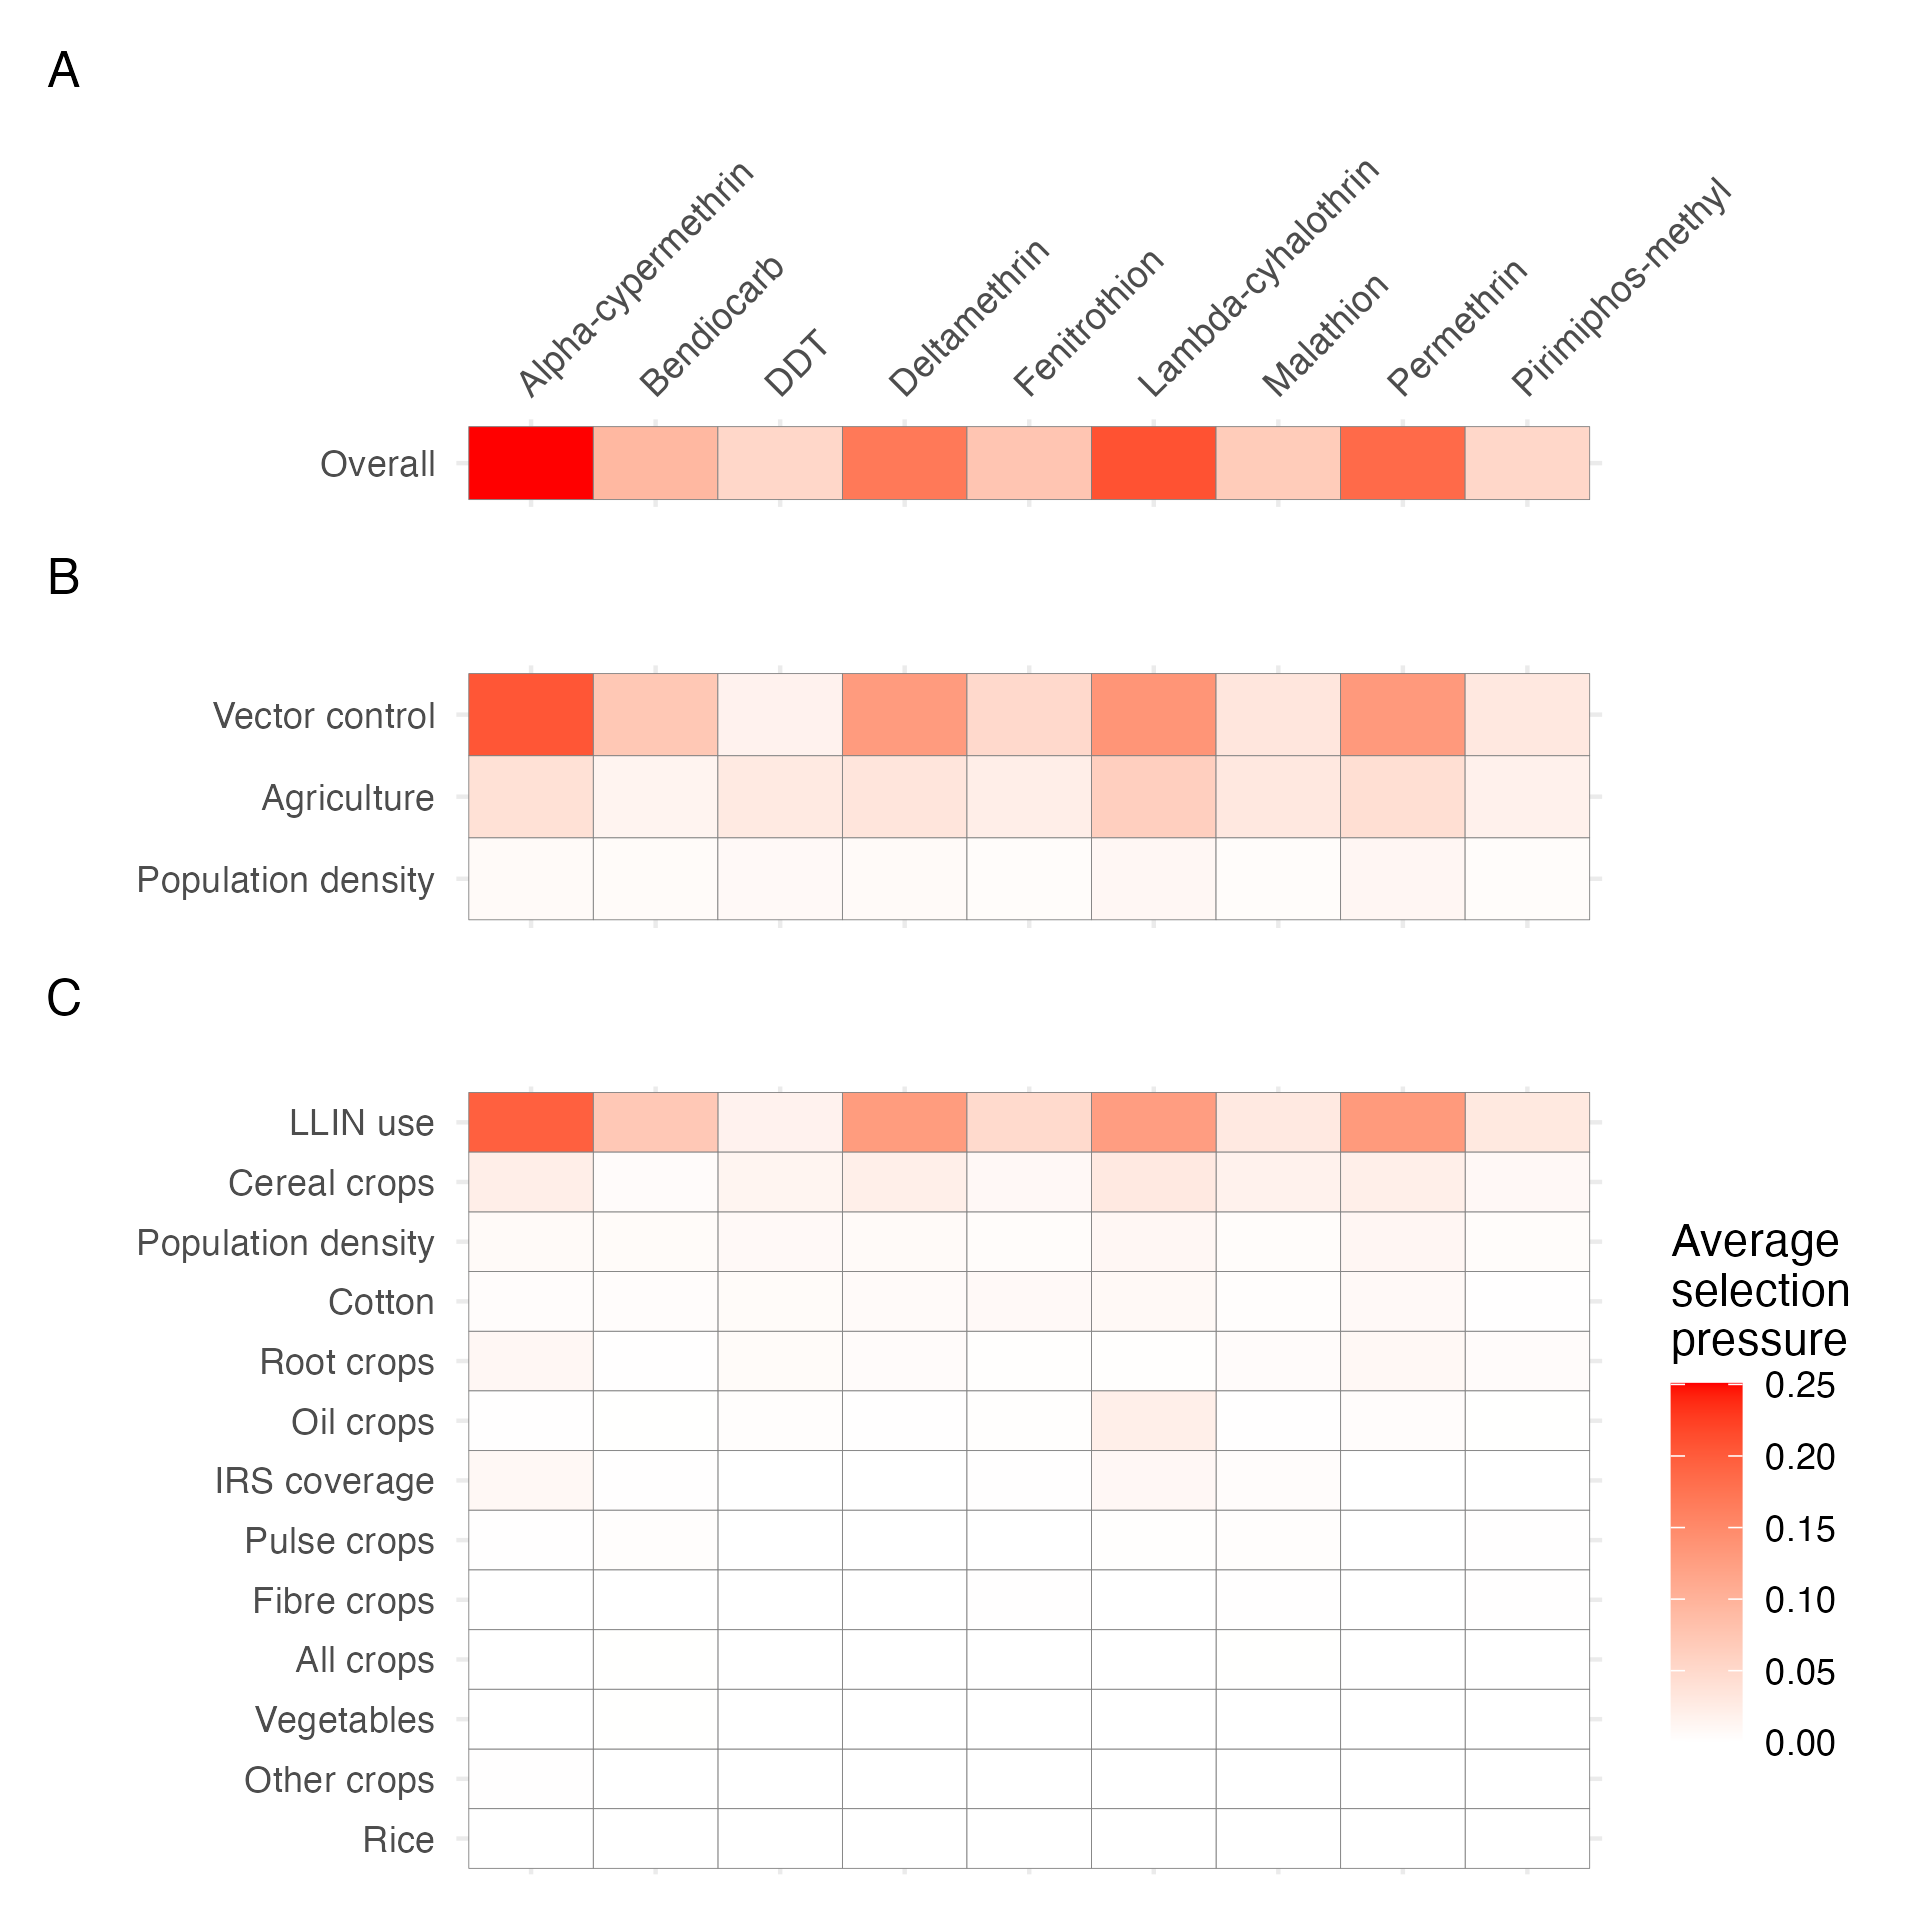 A
Alpha-cypermethrin
Bendiocarb
DDT
Deltamethrin
Fenitrothion
Lambda-cyhalothrin
Malathion
Permethrin
Pirimiphos-methyl
Overall
B
Vector control
Agriculture
Population density
C
LLIN use
Cereal crops
Population density
Cotton
Root crops
Oil crops
IRS coverage
Pulse crops
Fibre crops
All crops
Vegetables
Other crops
Rice
Average
selection
pressure
0.25
0.20
0.15
0.10
0.05
0.00